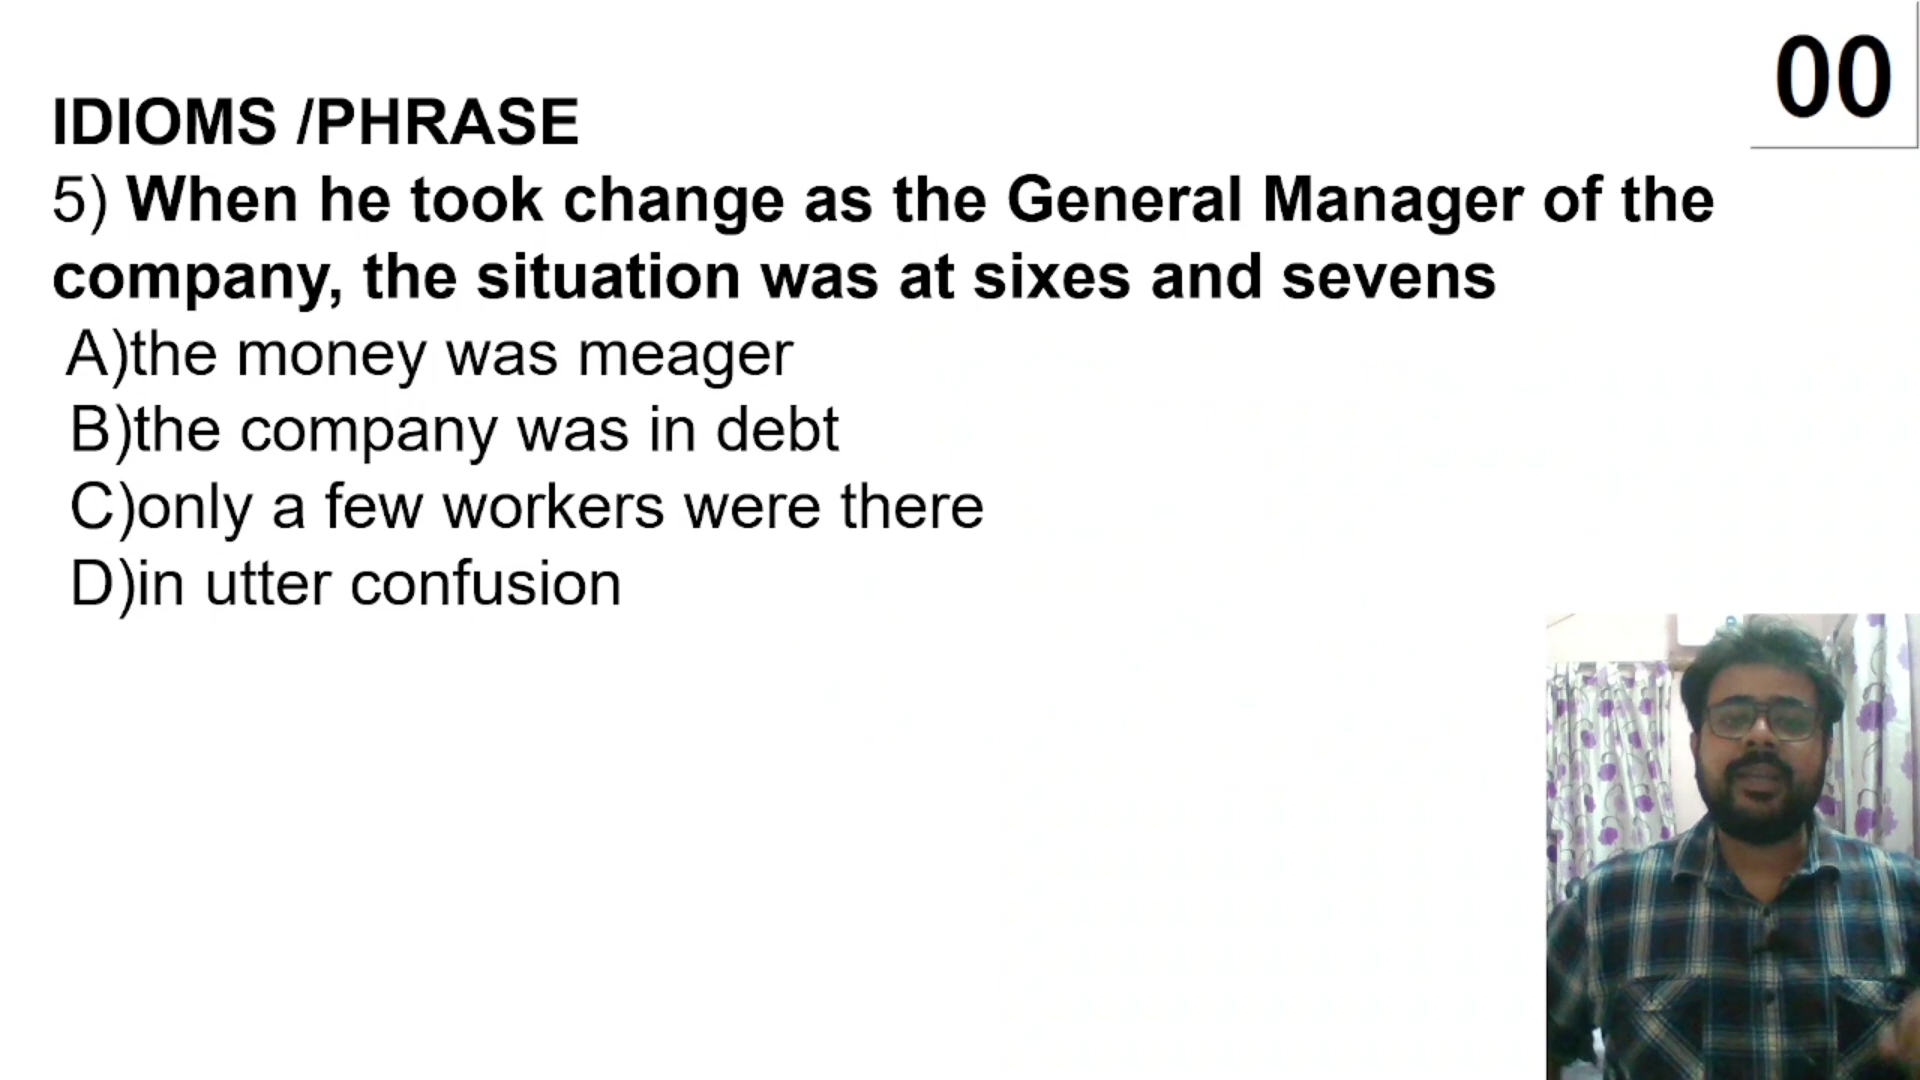 00
IDIOMS /PHRASE
5) When he took change as the General Manager of the
company, the situation was at sixes and sevens
A)the money was meager
B)the company was in debt
C)only a few workers were there
D)in utter confusion